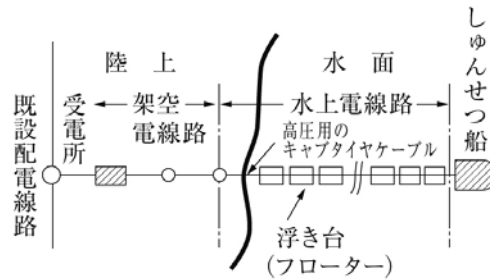 陸上
水面
架空
電線路
水上電線路
高圧用の
キャブタイヤケーブル
既設配電線路
受電所
しゅんせつ船
浮き台
(フローター)